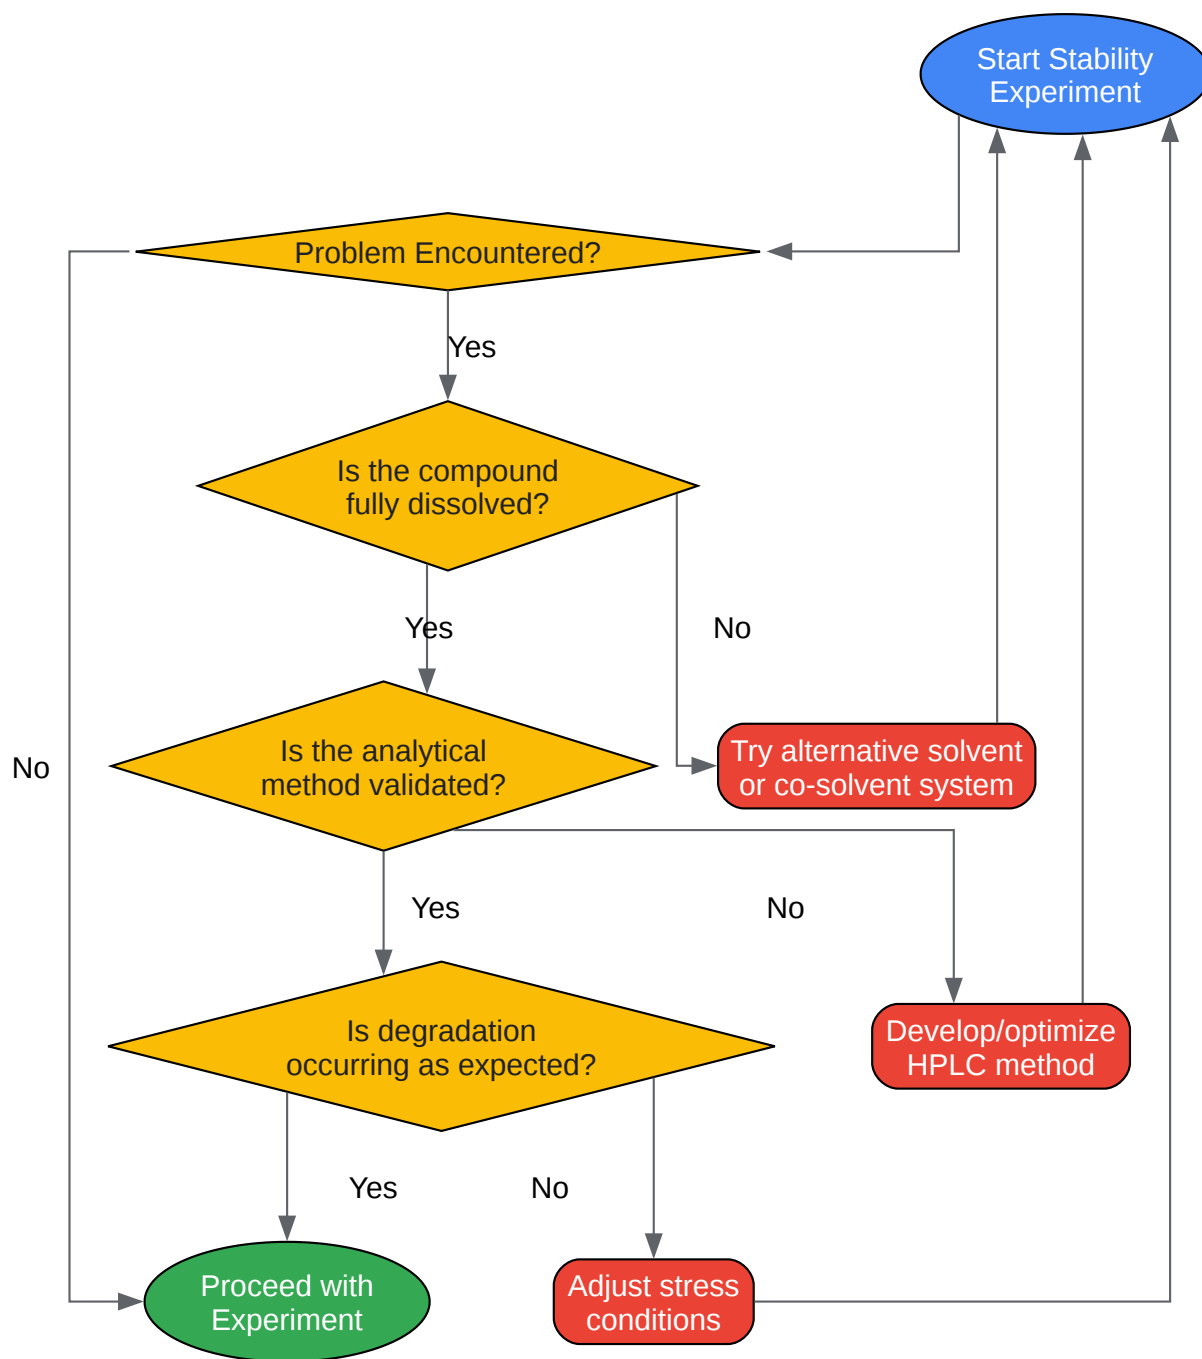 Start Stability
Experiment
Problem Encountered?
Yes
Is the compound
fully dissolved?
Yes
No
Is the analytical
method validated?
No
Try alternative solvent
or co-solvent system
Yes
No
Is degradation
occurring as expected?
Develop/optimize
HPLC method
Yes
No
Proceed with
Experiment
Adjust stress
conditions